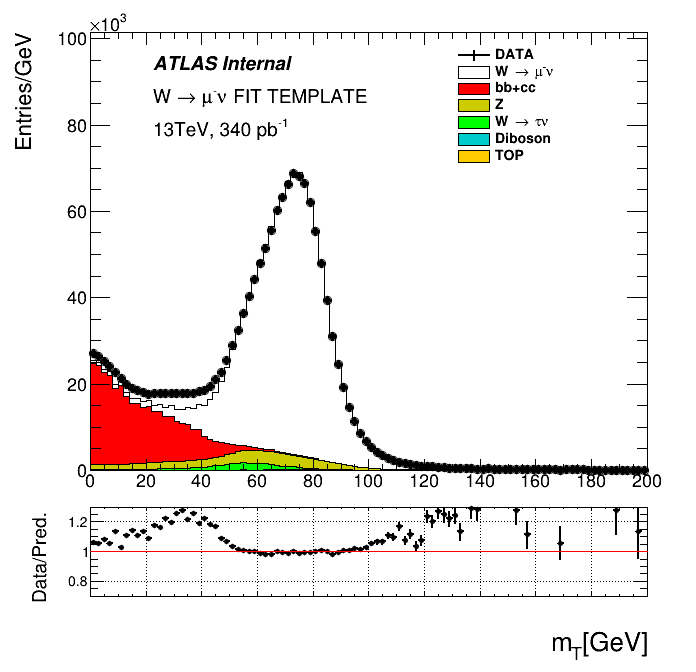 ×10³
Entries/GeV
100
80
60
40
20
0
ATLAS Internal
W → μ⁻ν FIT TEMPLATE
13TeV, 340 pb⁻¹
DATA
W → μ⁻ν
bb+cc
Z
W → τν
Diboson
TOP
0 20 40 60 80 100 120 140 160 180 200
Data/Pred.
1.2
1
0.8
m_T[GeV]